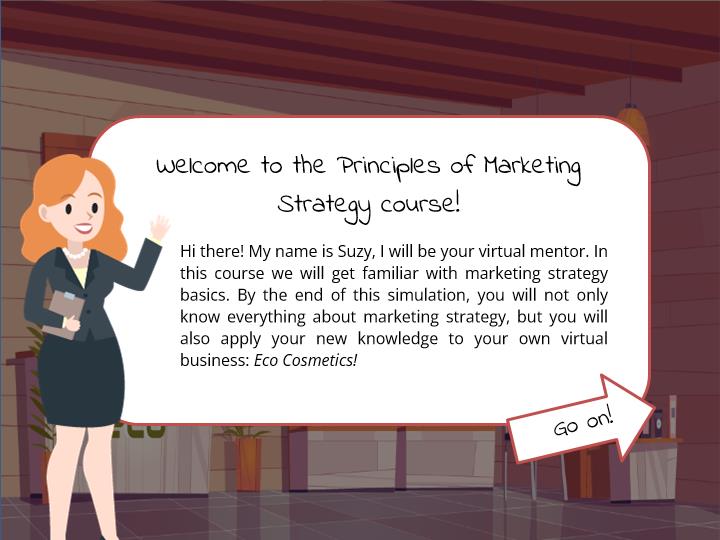 Welcome to the Principles of Marketing
Strategy course!
Hi there! My name is Suzy, I will be your virtual mentor. In
this course we will get familiar with marketing strategy
basics. By the end of this simulation, you will not only
know everything about marketing strategy, but you will
also apply your new knowledge to your own virtual
business: Eco Cosmetics!
Go on!
ECO